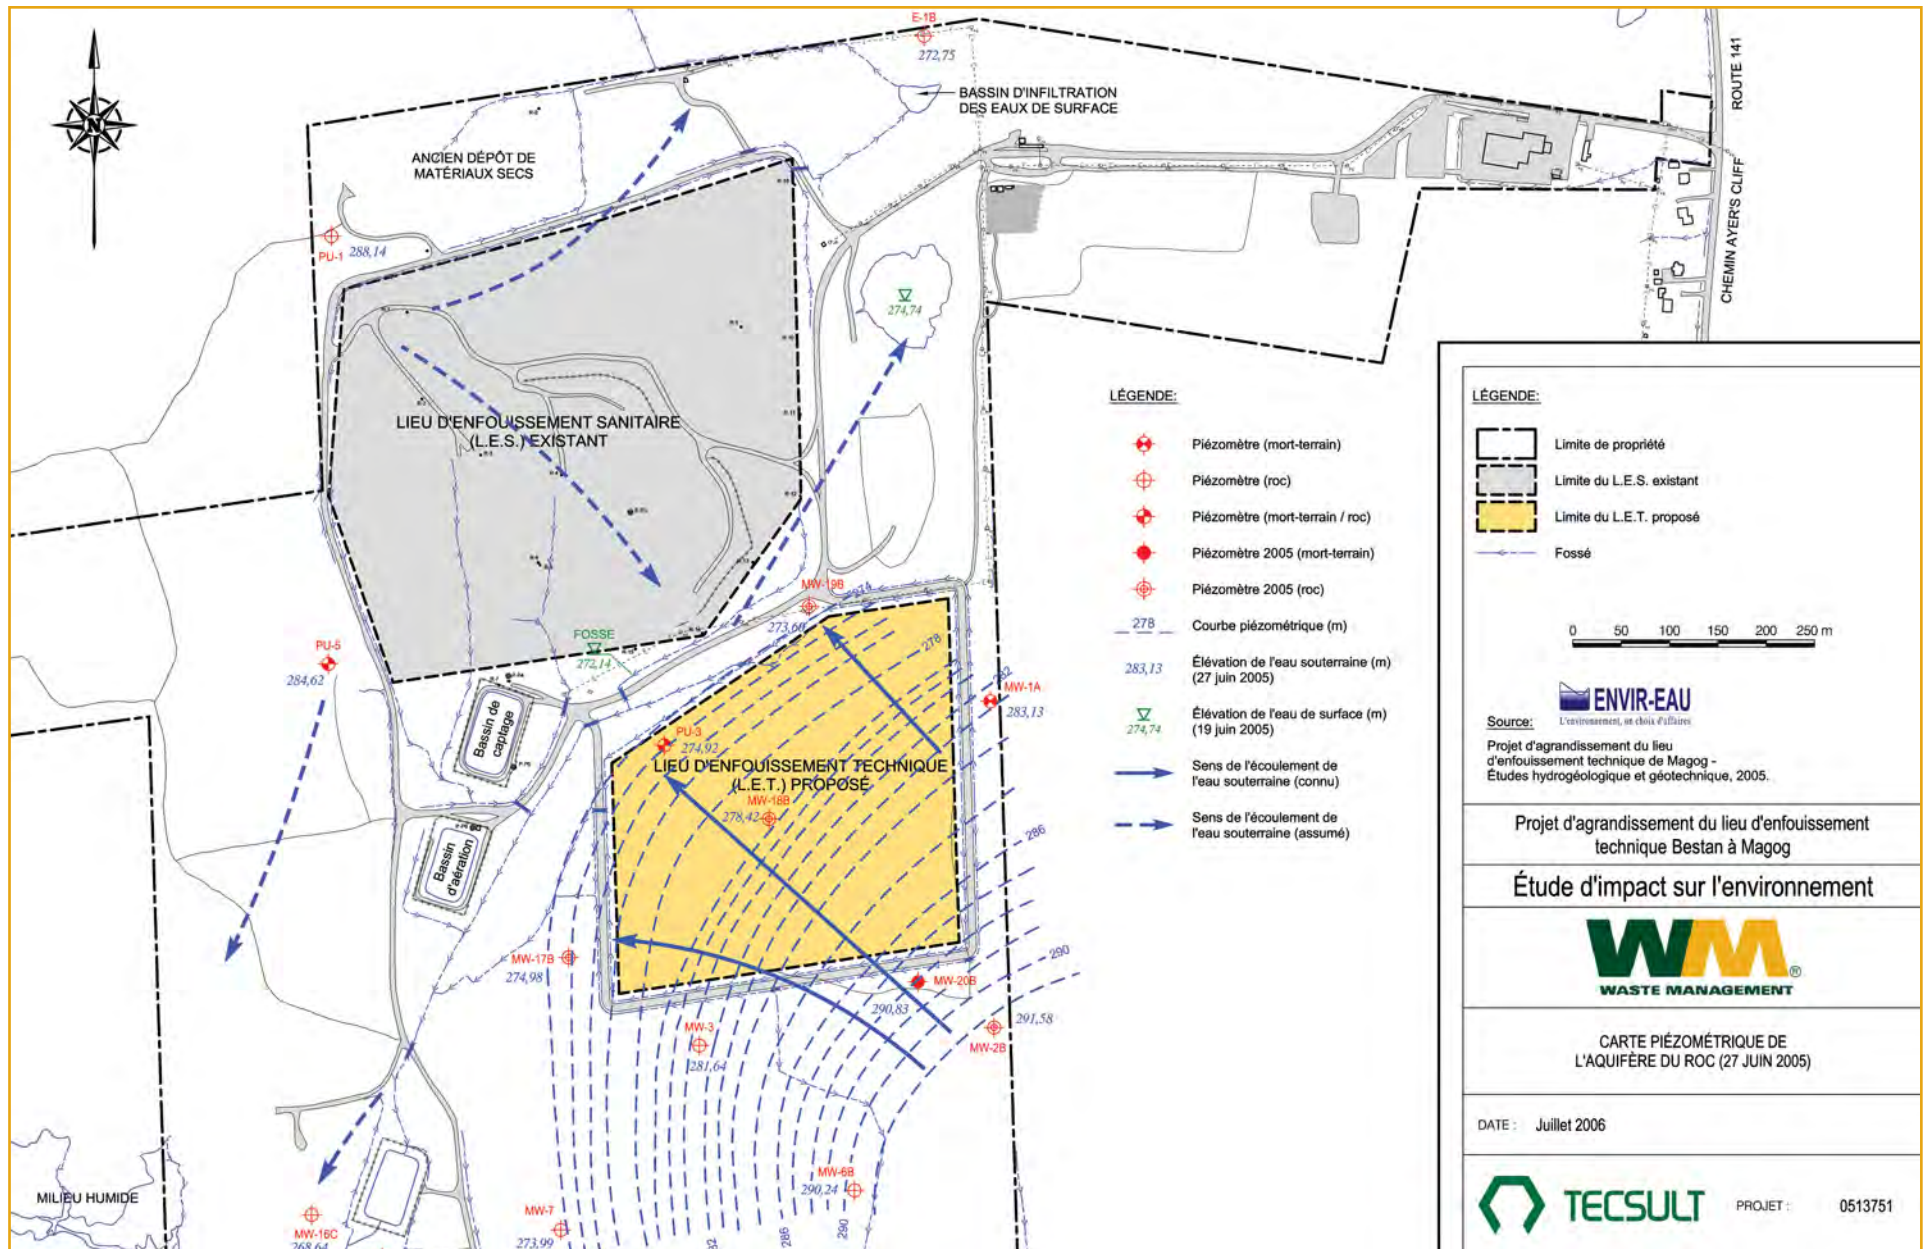 E-1B
272,75
BASSIN D'INFILTRATION
DES EAUX DE SURFACE
ROUTE 141
CHEMIN AYER'S CLIFF
N
ANCIEN DÉPÔT DE
MATÉRIAUX SECS
PU-1
288,14
274,74
LIEU D'ENFOUISSEMENT SANITAIRE
(L.E.S.) EXISTANT
MW-19B
273,60
274
278
282
FOSSE
272,14
PU-5
284,62
Bassin de
captage
MW-1A
283,13
PU-3
274,92
LIEU D'ENFOUISSEMENT TECHNIQUE
(L.E.T.) PROPOSÉ
MW-18B
278,42
286
Bassin
d'aération
MW-17B
274,98
MW-20B
290,83
290
291,58
MW-2B
MW-3
281,64
MW-6B
290,24
MW-7
273,99
286
290
MILIEU HUMIDE
MW-16C
268,64
LÉGENDE:
Piézomètre (mort-terrain)
Piézomètre (roc)
Piézomètre (mort-terrain / roc)
Piézomètre 2005 (mort-terrain)
Piézomètre 2005 (roc)
278 Courbe piézométrique (m)
283,13 Élévation de l'eau souterraine (m)
(27 juin 2005)
274,74 Élévation de l'eau de surface (m)
(19 juin 2005)
Sens de l'écoulement de
l'eau souterraine (connu)
Sens de l'écoulement de
l'eau souterraine (assumé)
LÉGENDE:
Limite de propriété
Limite du L.E.S. existant
Limite du L.E.T. proposé
Fossé
0 50 100 150 200 250 m
ENVIR-EAU
L'environnement, un choix d'affaires
Source:
Projet d'agrandissement du lieu
d'enfouissement technique de Magog -
Études hydrogéologique et géotechnique, 2005.
Projet d'agrandissement du lieu d'enfouissement
technique Bestan à Magog
Étude d'impact sur l'environnement
WM ®
WASTE MANAGEMENT
CARTE PIÉZOMÉTRIQUE DE
L'AQUIFÈRE DU ROC (27 JUIN 2005)
DATE : Juillet 2006
TECSULT
PROJET : 0513751